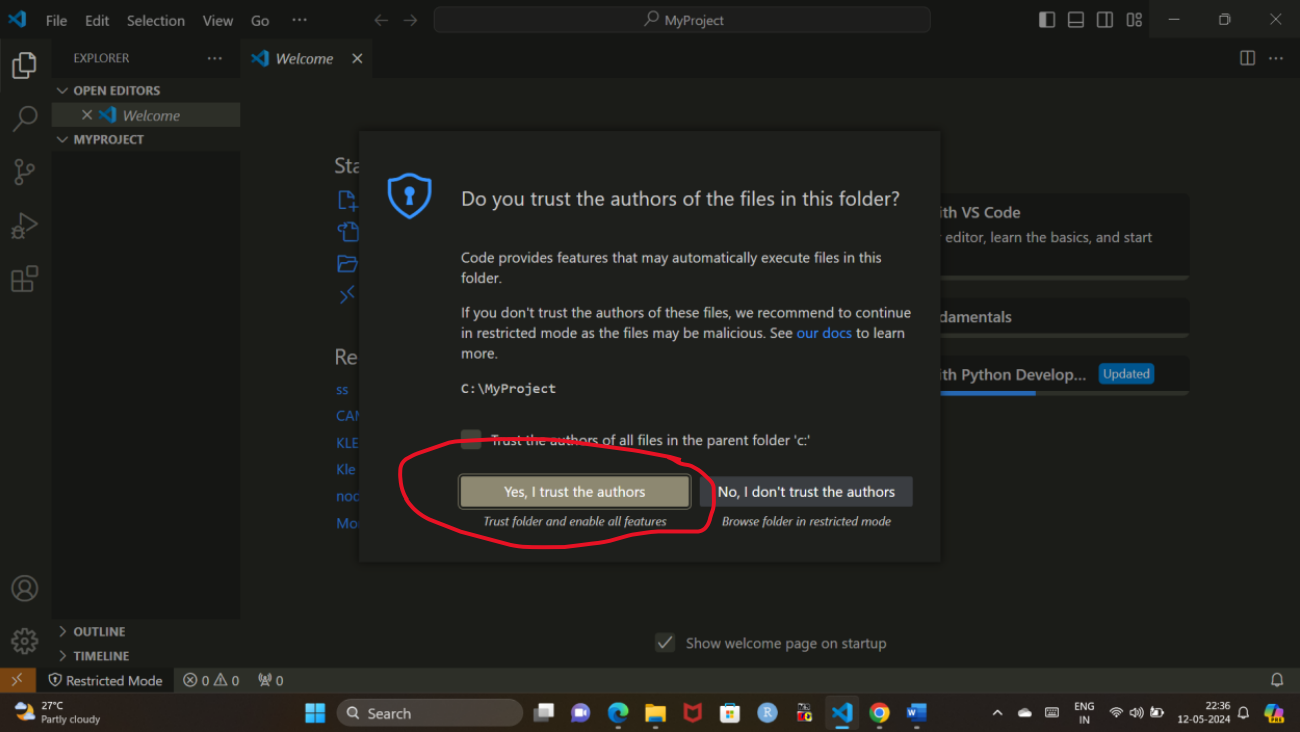 File Edit Selection View Go ···
MyProject
EXPLORER ···
Welcome
OPEN EDITORS
Welcome
MYPROJECT
Sta
Do you trust the authors of the files in this folder?
ith VS Code
editor, learn the basics, and start
Code provides features that may automatically execute files in this
folder.
If you don't trust the authors of these files, we recommend to continue
in restricted mode as the files may be malicious. See our docs to learn
more.
damentals
Re
ith Python Develop... Updated
C:\MyProject
ss
CAM
KLE
Kle
noc
Mo
Trust the authors of all files in the parent folder 'c:'
Yes, I trust the authors
No, I don't trust the authors
Trust folder and enable all features
Browse folder in restricted mode
OUTLINE
TIMELINE
Show welcome page on startup
Restricted Mode 0 0 0
27°C
Partly cloudy
Search
ENG
IN
22:36
12-05-2024